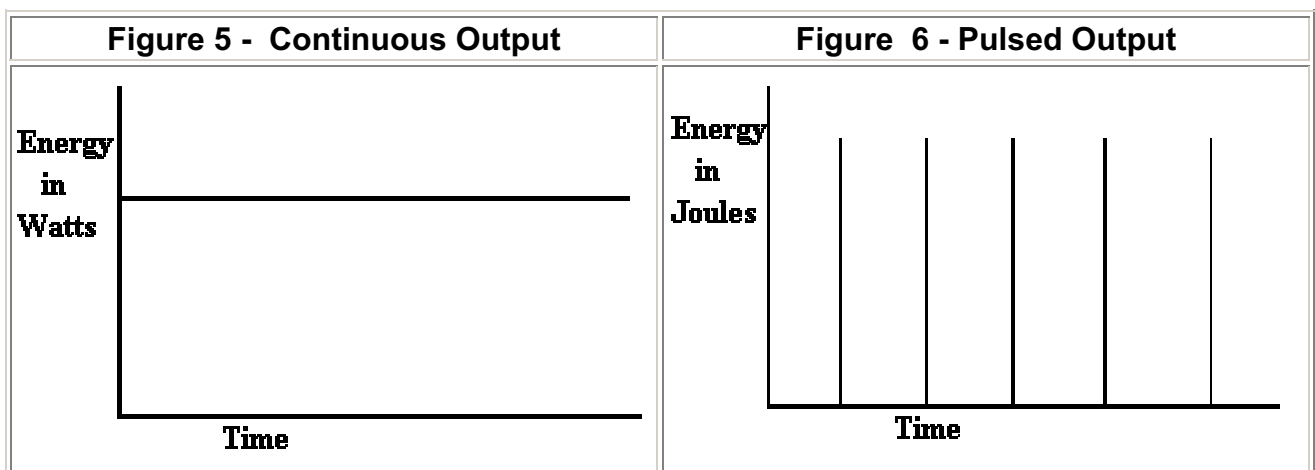 Figure 5 - Continuous Output
Figure 6 - Pulsed Output
Energy
in
Watts
Time
Energy
in
Joules
Time